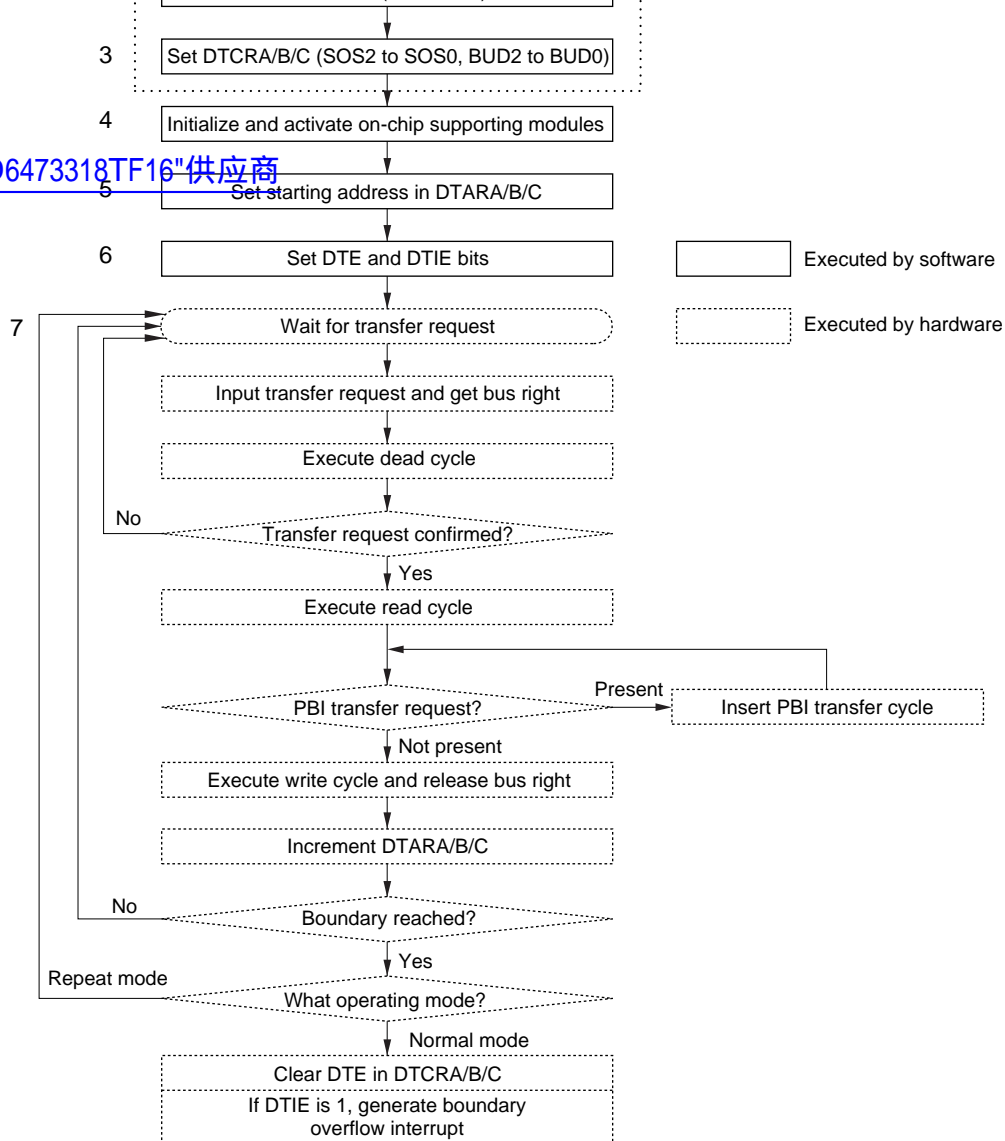 3
Set DTCRA/B/C (SOS2 to SOS0, BUD2 to BUD0)
4
Initialize and activate on-chip supporting modules
6473318TF16"供应商
5
Set starting address in DTARA/B/C
6
Set DTE and DTIE bits
Executed by software
7
Wait for transfer request
Executed by hardware
Input transfer request and get bus right
Execute dead cycle
No
Transfer request confirmed?
Yes
Execute read cycle
Present
PBI transfer request?
Insert PBI transfer cycle
Not present
Execute write cycle and release bus right
Increment DTARA/B/C
No
Boundary reached?
Yes
Repeat mode
What operating mode?
Normal mode
Clear DTE in DTCRA/B/C
If DTIE is 1, generate boundary
overflow interrupt